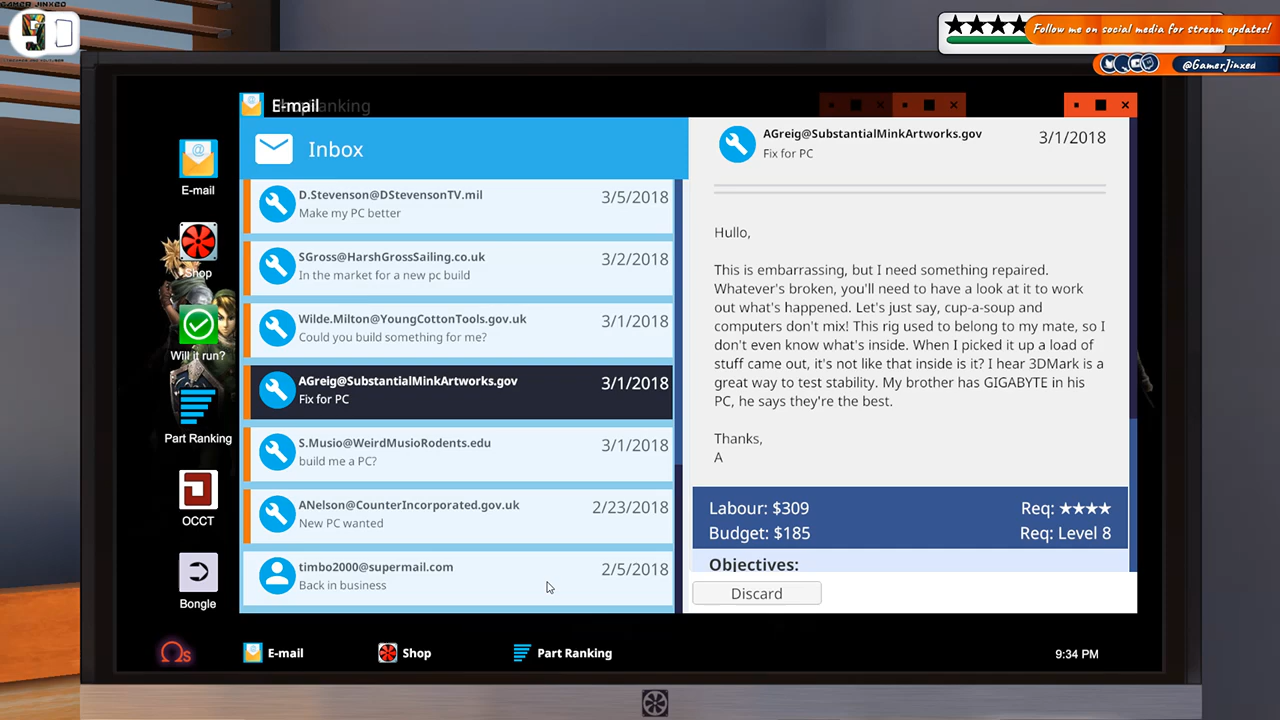 GAMER JINXED
Follow me on social media for stream updates!
@GamerJinxed
E-mail
Inbox
D.Stevenson@DStevensonTV.mil
3/5/2018
Make my PC better
SGross@HarshGrossSailing.co.uk
3/2/2018
In the market for a new pc build
Wilde.Milton@YoungCottonTools.gov.uk
3/1/2018
Could you build something for me?
AGreig@SubstantialMinkArtworks.gov
3/1/2018
Fix for PC
S.Musio@WeirdMusioRodents.edu
3/1/2018
build me a PC?
ANelson@CounterIncorporated.gov.uk
2/23/2018
New PC wanted
timbo2000@supermail.com
2/5/2018
Back in business
E-mail
Shop
Will it run?
Part Ranking
OCCT
Bongle
AGreig@SubstantialMinkArtworks.gov
3/1/2018
Fix for PC
Hullo,
This is embarrassing, but I need something repaired.
Whatever's broken, you'll need to have a look at it to work
out what's happened. Let's just say, cup-a-soup and
computers don't mix! This rig used to belong to my mate, so I
don't even know what's inside. When I picked it up a load of
stuff came out, it's not like that inside is it? I hear 3DMark is a
great way to test stability. My brother has GIGABYTE in his
PC, he says they're the best.
Thanks,
A
Labour: $309
Req: ★★★★
Budget: $185
Req: Level 8
Objectives:
Discard
E-mail
Shop
Part Ranking
9:34 PM